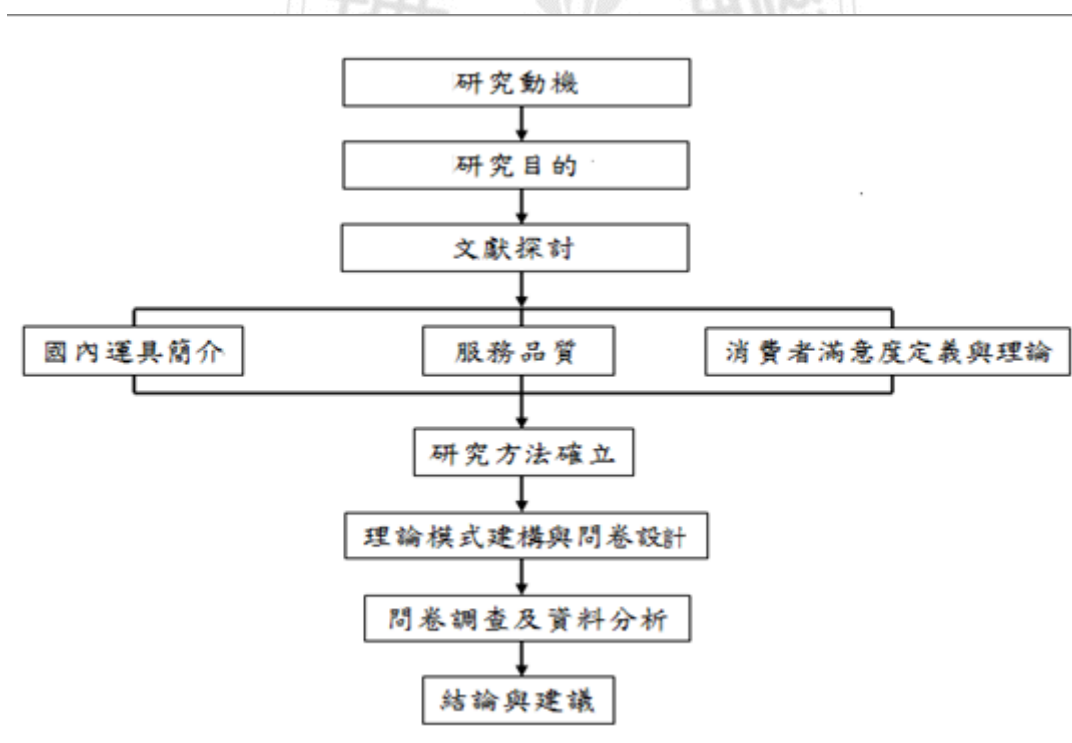 研究動機
研究目的
文獻探討
國內運具簡介
服務品質
消費者滿意度定義與理論
研究方法確立
理論模式建構與問卷設計
問卷調查及資料分析
結論與建議